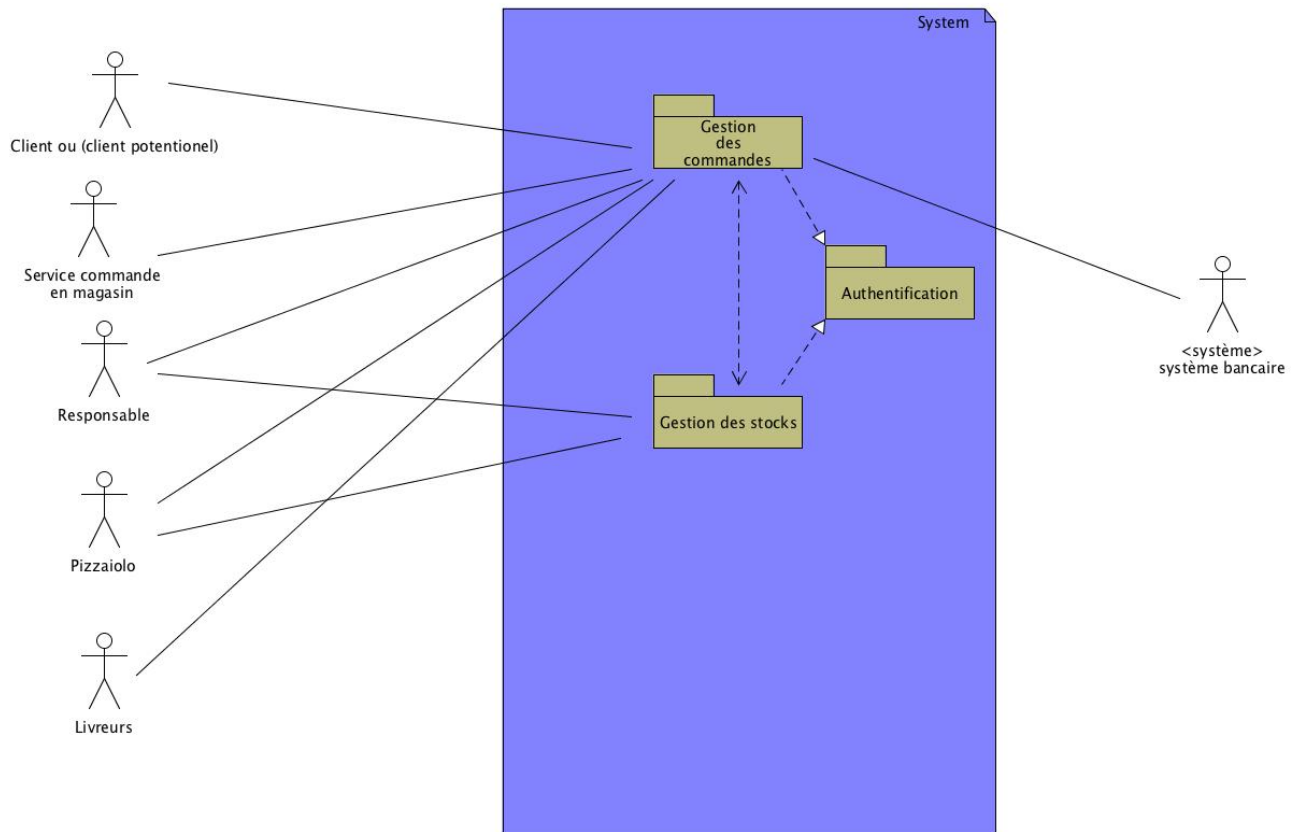 System
Client ou (client potentionel)
Gestion
des
commandes
Service commande
en magasin
Authentification
<système>
système bancaire
Responsable
Gestion des stocks
Pizzaiolo
Livreurs